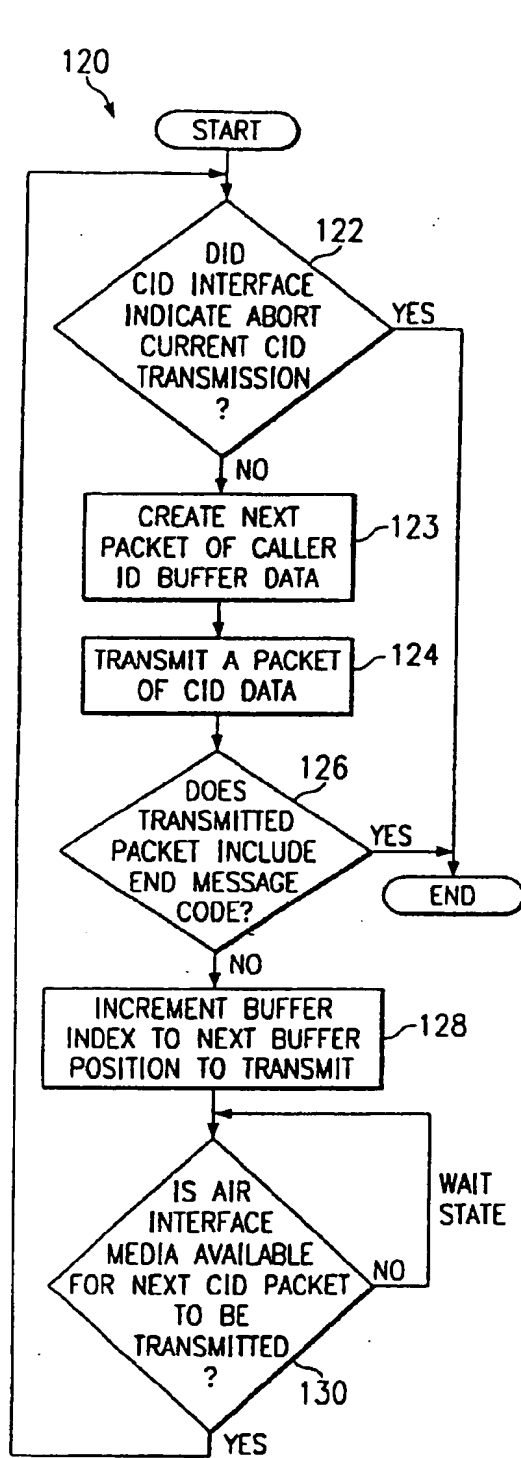 120
START
122
DID
CID INTERFACE
INDICATE ABORT
CURRENT CID
TRANSMISSION
?
YES
NO
CREATE NEXT
PACKET OF CALLER
ID BUFFER DATA
123
TRANSMIT A PACKET
OF CID DATA
124
126
DOES
TRANSMITTED
PACKET INCLUDE
END MESSAGE
CODE?
YES
END
NO
INCREMENT BUFFER
INDEX TO NEXT BUFFER
POSITION TO TRANSMIT
128
IS AIR
INTERFACE
MEDIA AVAILABLE
FOR NEXT CID PACKET
TO BE
TRANSMITTED
?
NO
WAIT
STATE
130
YES